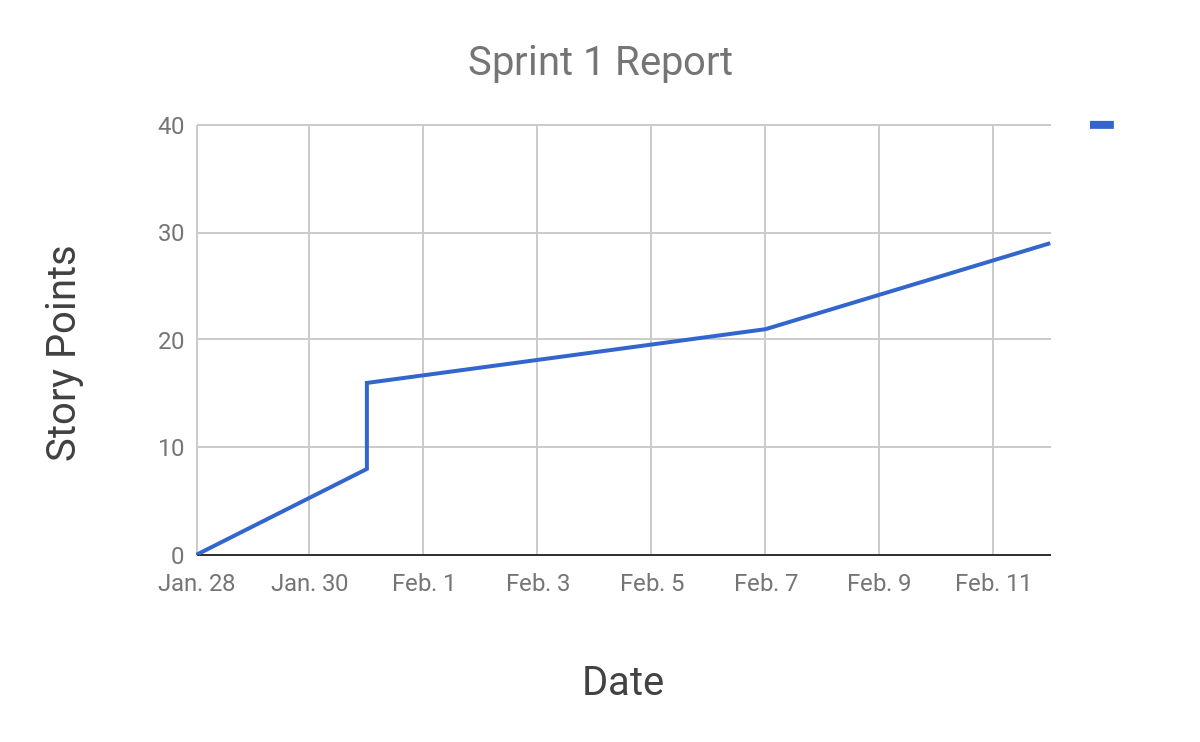 Sprint 1 Report
40
30
20
10
0
Story Points
Jan. 28 Jan. 30 Feb. 1 Feb. 3 Feb. 5 Feb. 7 Feb. 9 Feb. 11
Date